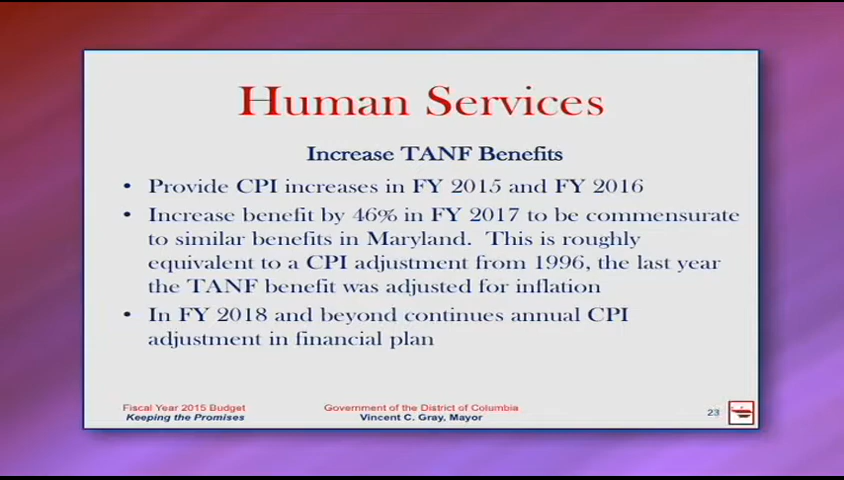 Human Services
Increase TANF Benefits
• Provide CPI increases in FY 2015 and FY 2016
• Increase benefit by 46% in FY 2017 to be commensurate
to similar benefits in Maryland. This is roughly
equivalent to a CPI adjustment from 1996, the last year
the TANF benefit was adjusted for inflation
• In FY 2018 and beyond continues annual CPI
adjustment in financial plan
Fiscal Year 2015 Budget
Keeping the Promises
Government of the District of Columbia
Vincent C. Gray, Mayor
23